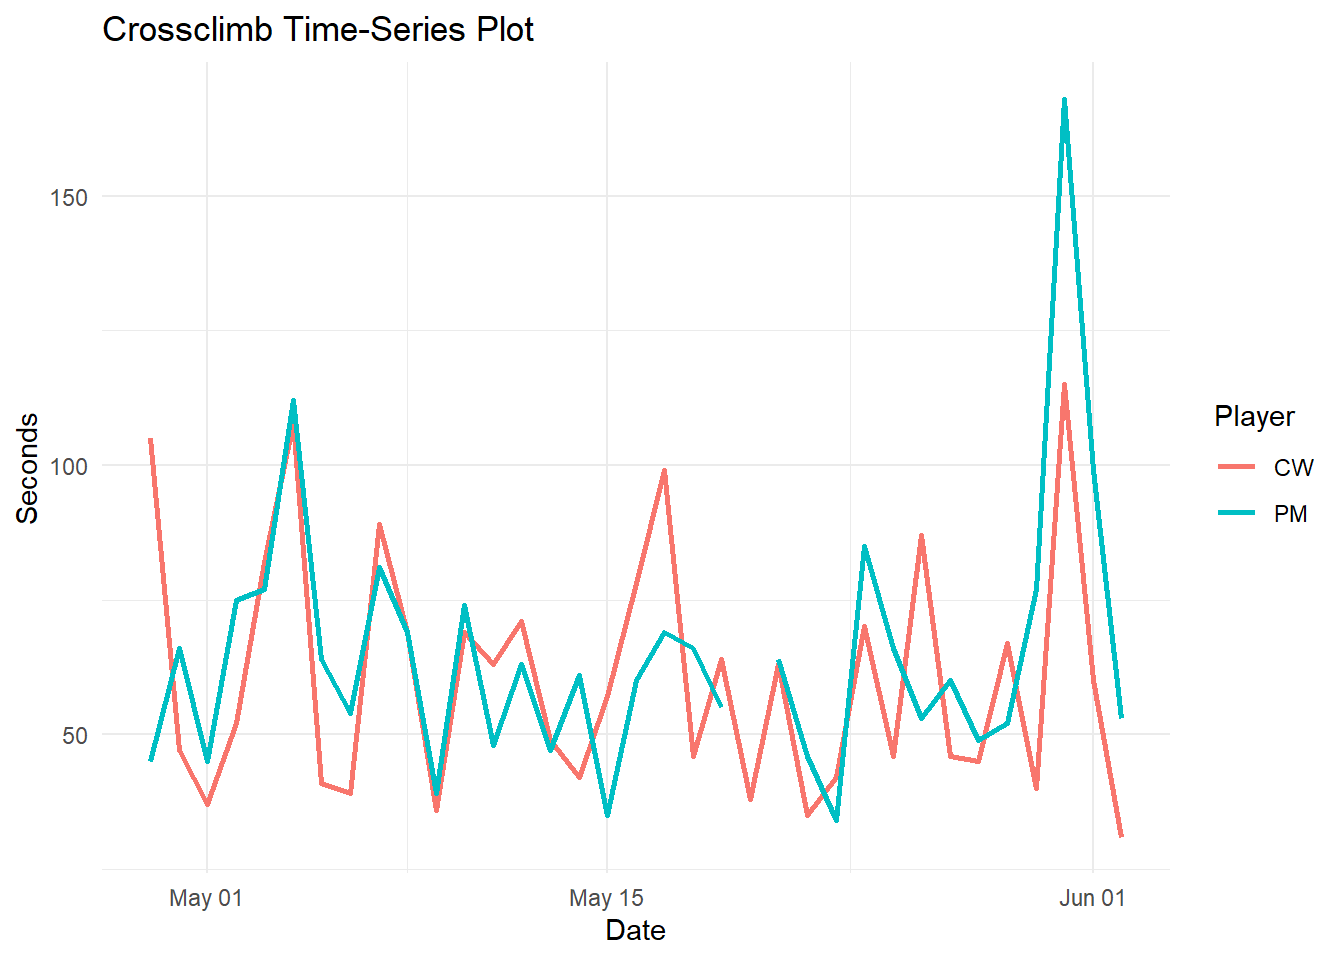 Crossclimb Time-Series Plot
150
100
50
Seconds
May 01
May 15
Jun 01
Date
Player
CW
PM